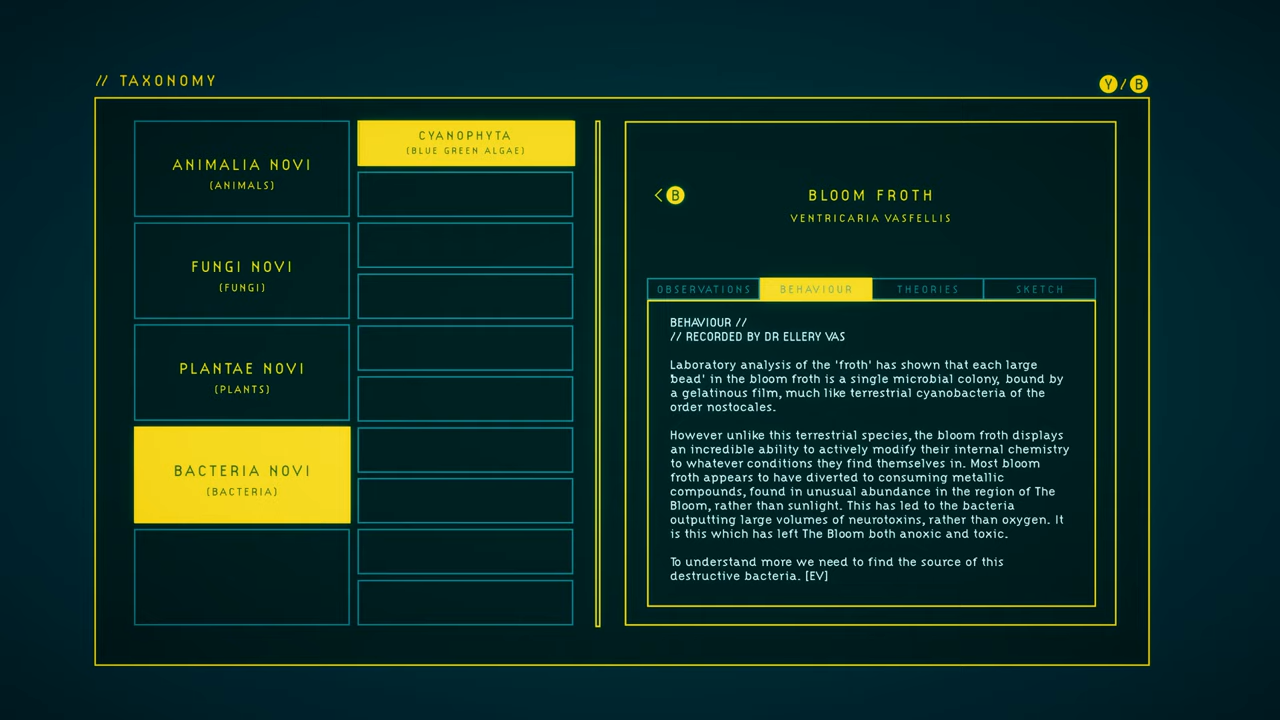 // TAXONOMY
Y / B
ANIMALIA NOVI
(ANIMALS)
FUNGI NOVI
(FUNGI)
PLANTAE NOVI
(PLANTS)
BACTERIA NOVI
(BACTERIA)
CYANOPHYTA
(BLUE GREEN ALGAE)
< B
BLOOM FROTH
VENTRICARIA VASFELLIS
OBSERVATIONS BEHAVIOUR THEORIES SKETCH
BEHAVIOUR //
// RECORDED BY DR ELLERY VAS
Laboratory analysis of the 'froth' has shown that each large
'bead' in the bloom froth is a single microbial colony, bound by
a gelatinous film, much like terrestrial cyanobacteria of the
order nostocales.
However unlike this terrestrial species, the bloom froth displays
an incredible ability to actively modify their internal chemistry
to whatever conditions they find themselves in. Most bloom
froth appears to have diverted to consuming metallic
compounds, found in unusual abundance in the region of The
Bloom, rather than sunlight. This has led to the bacteria
outputting large volumes of neurotoxins, rather than oxygen. It
is this which has left The Bloom both anoxic and toxic.
To understand more we need to find the source of this
destructive bacteria. [EV]